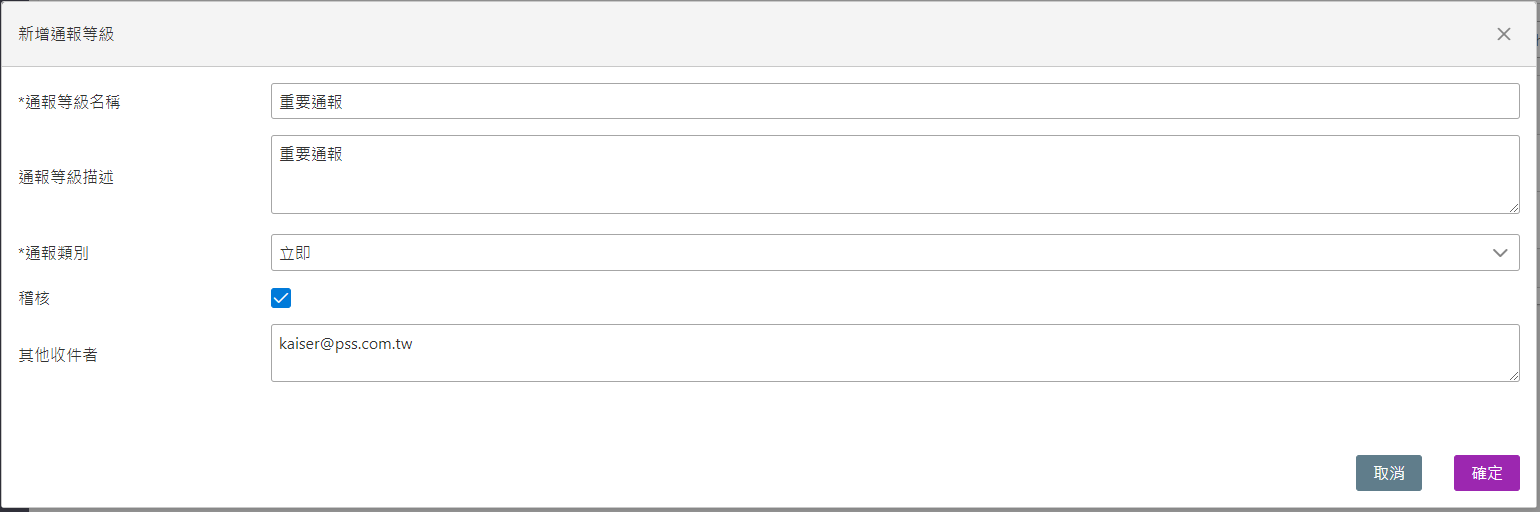 新增通報等級
*通報等級名稱
重要通報
通報等級描述
重要通報
*通報類別
立即
稽核
其他收件者
kaiser@pss.com.tw
取消
確定